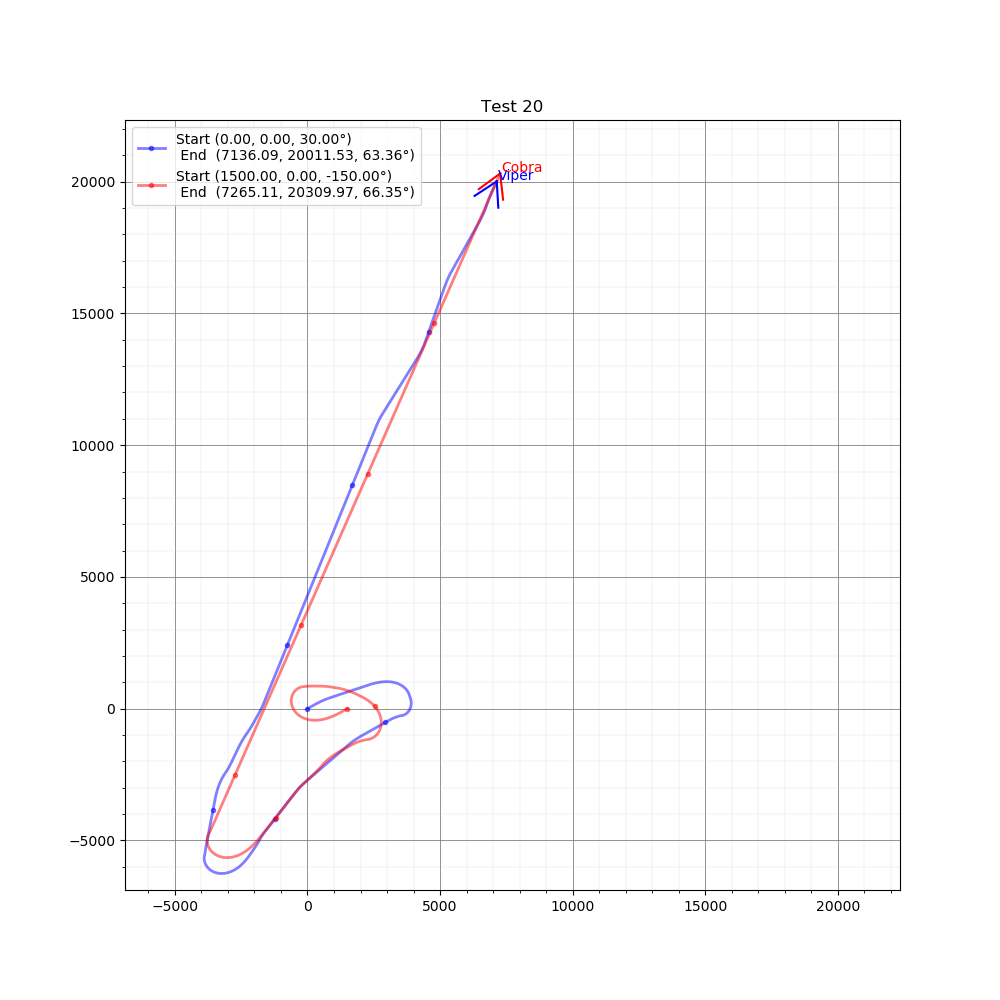 Test 20
Start (0.00, 0.00, 30.00°)
End (7136.09, 20011.53, 63.36°)
Start (1500.00, 0.00, -150.00°)
End (7265.11, 20309.97, 66.35°)
Cobra
Viper
20000
15000
10000
5000
0
−5000
−5000 0 5000 10000 15000 20000